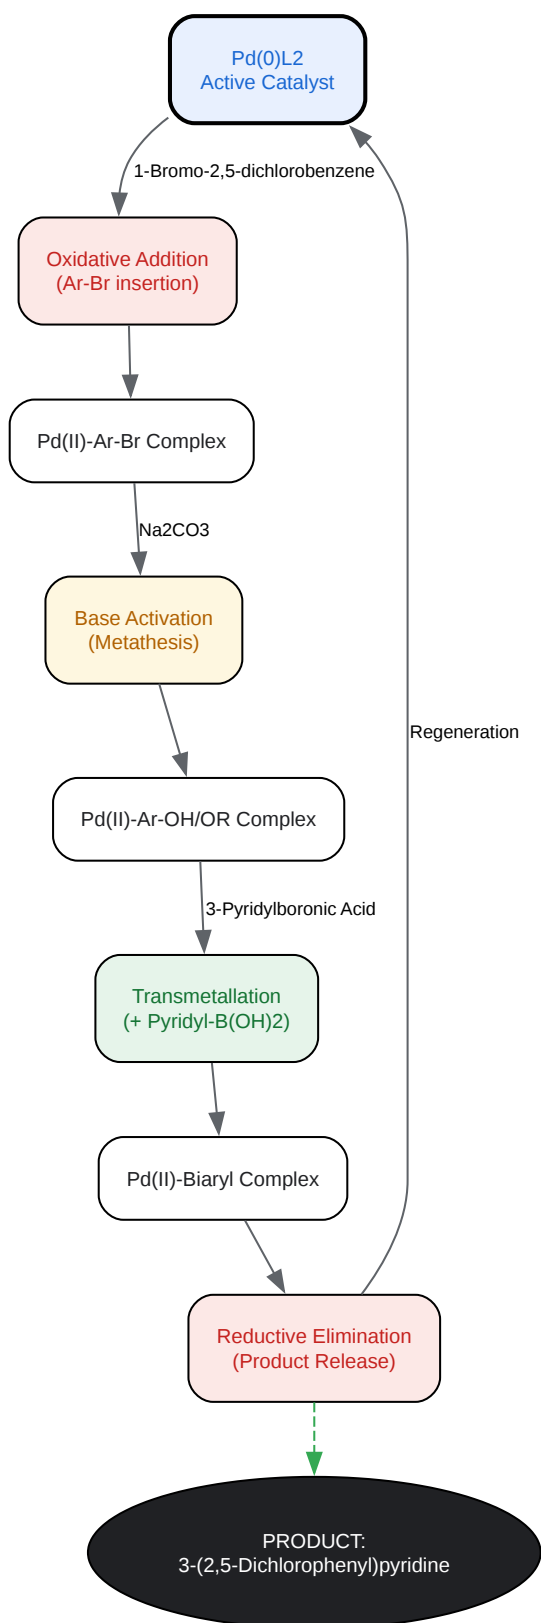 Pd(0)L2
Active Catalyst
1-Bromo-2,5-dichlorobenzene
Oxidative Addition
(Ar-Br insertion)
Pd(II)-Ar-Br Complex
Na2CO3
Base Activation
(Metathesis)
Regeneration
Pd(II)-Ar-OH/OR Complex
3-Pyridylboronic Acid
Transmetallation
(+ Pyridyl-B(OH)2)
Pd(II)-Biaryl Complex
Reductive Elimination
(Product Release)
PRODUCT:
3-(2,5-Dichlorophenyl)pyridine